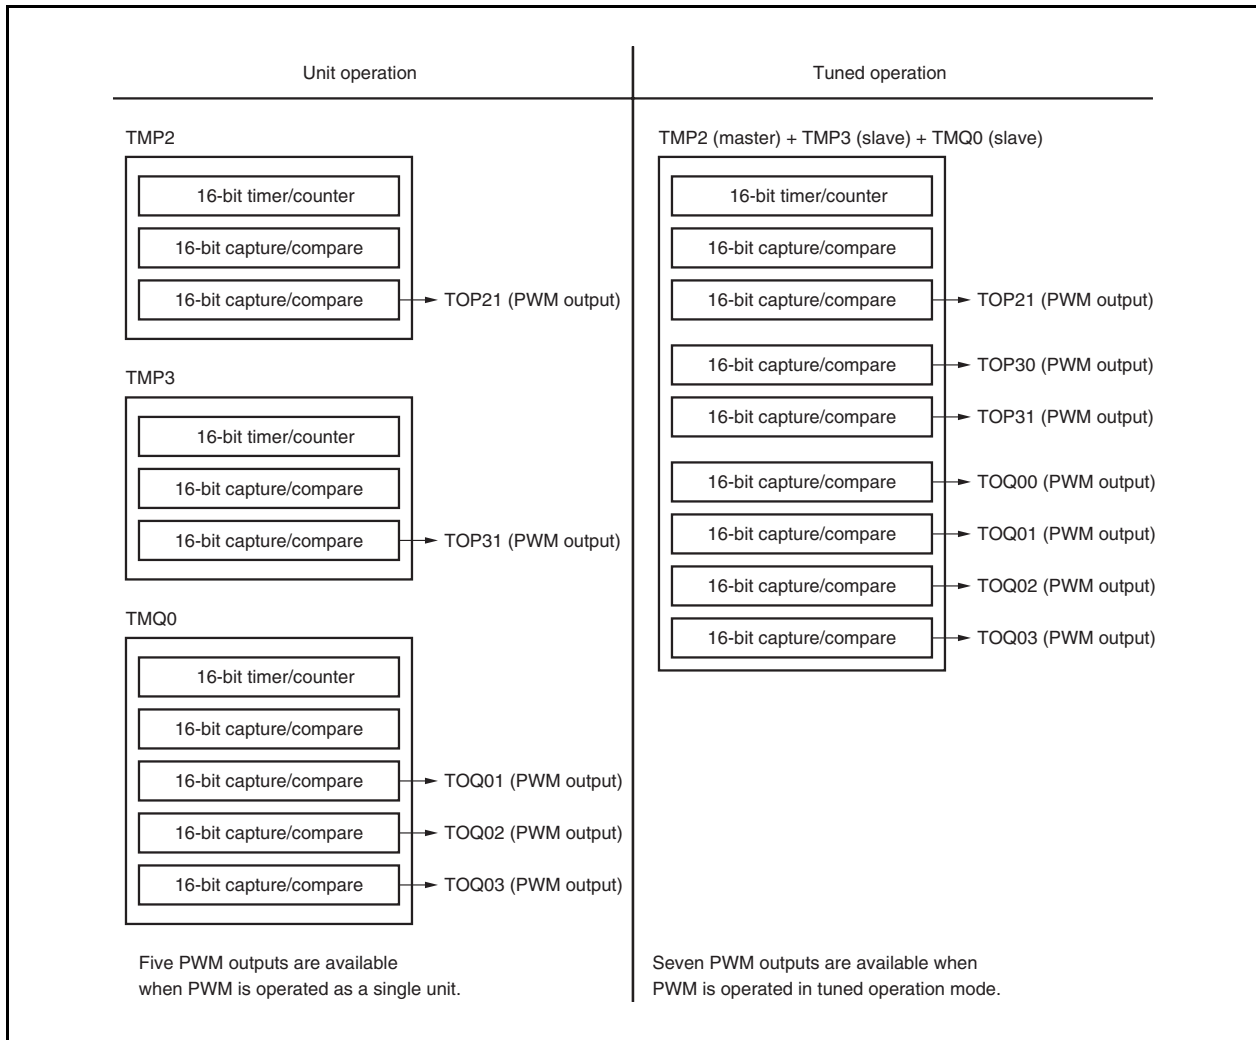 Unit operation
Tuned operation
TMP2
16-bit timer/counter
16-bit capture/compare
16-bit capture/compare
TOP21 (PWM output)
TMP3
16-bit timer/counter
16-bit capture/compare
16-bit capture/compare
TOP31 (PWM output)
TMQ0
16-bit timer/counter
16-bit capture/compare
16-bit capture/compare
TOQ01 (PWM output)
16-bit capture/compare
TOQ02 (PWM output)
16-bit capture/compare
TOQ03 (PWM output)
Five PWM outputs are available
when PWM is operated as a single unit.
TMP2 (master) + TMP3 (slave) + TMQ0 (slave)
16-bit timer/counter
16-bit capture/compare
16-bit capture/compare
TOP21 (PWM output)
16-bit capture/compare
TOP30 (PWM output)
16-bit capture/compare
TOP31 (PWM output)
16-bit capture/compare
TOQ00 (PWM output)
16-bit capture/compare
TOQ01 (PWM output)
16-bit capture/compare
TOQ02 (PWM output)
16-bit capture/compare
TOQ03 (PWM output)
Seven PWM outputs are available when
PWM is operated in tuned operation mode.